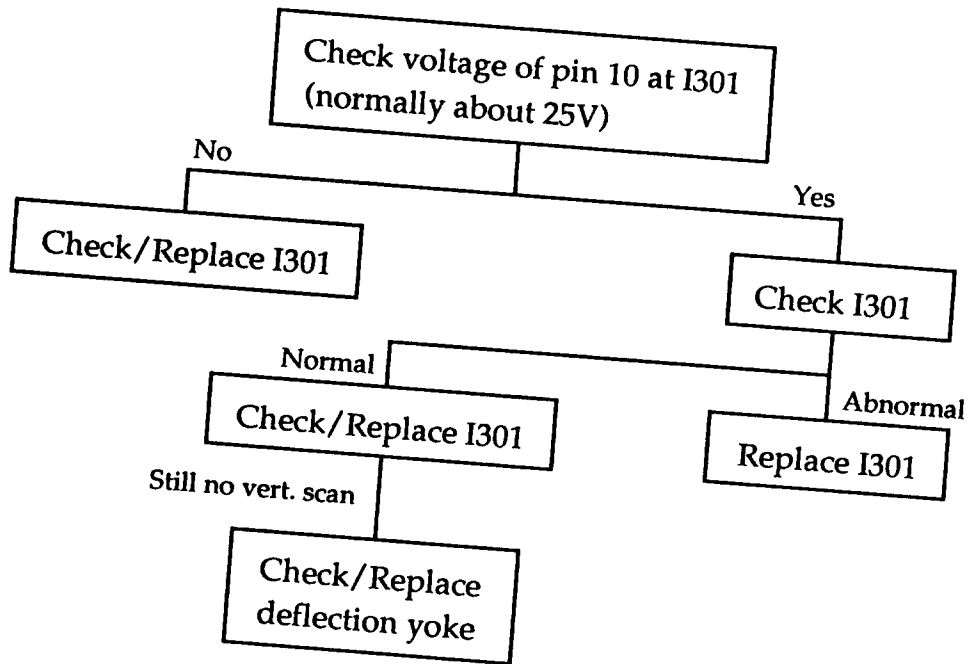 Check voltage of pin 10 at I301
(normally about 25V)
No
Yes
Check/Replace I301
Check I301
Normal
Abnormal
Check/Replace I301
Replace I301
Still no vert. scan
Check/Replace
deflection yoke